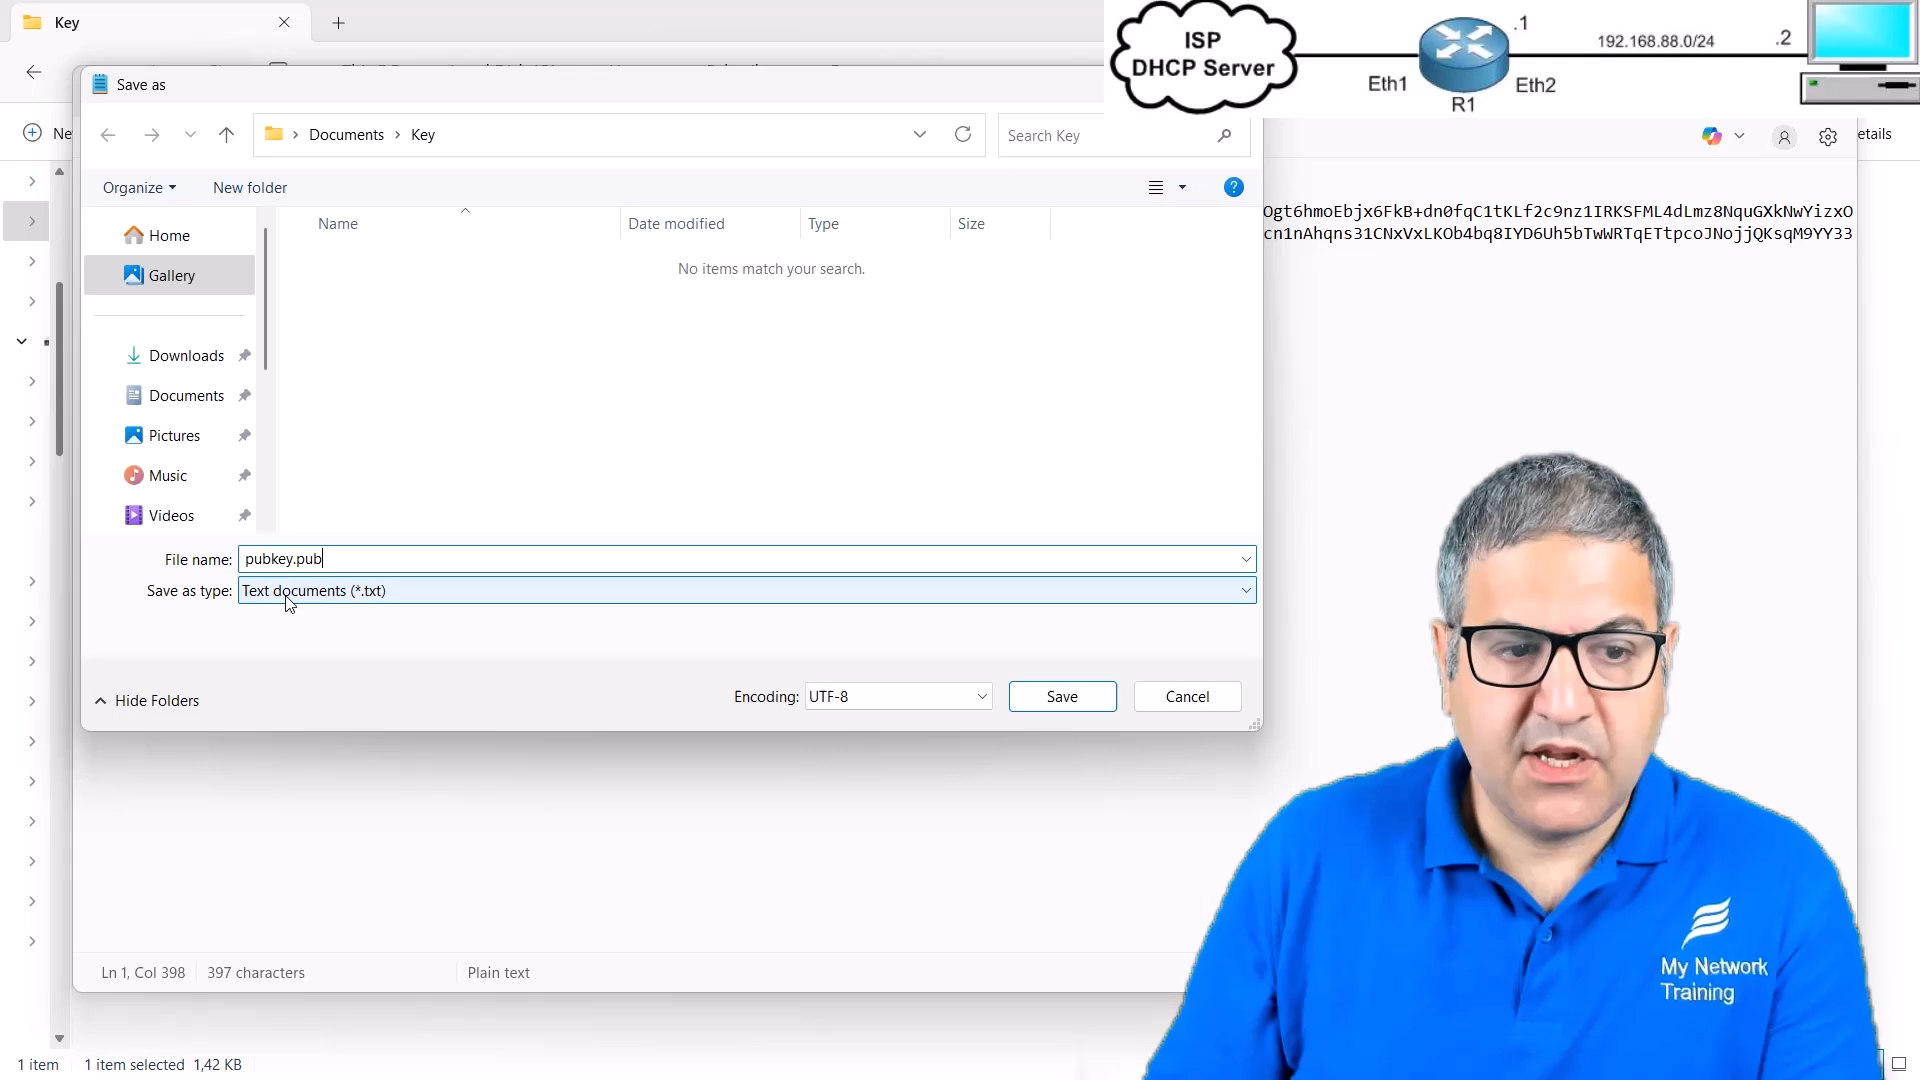 Key
Save as
ISP
DHCP Server
.1
192.168.88.0/24
.2
Eth1
Eth2
R1
Ne
Documents
Key
Search Key
etails
Organize
New folder
Name
Date modified
Type
Size
No items match your search.
Ogt6hmoEbjx6FkB+dn0fqC1tKLf2c9nz1IRKSFML4dLmz8NquGXkNwYizxO
cn1nAhqns31CNxVxLKOb4bq8IYD6Uh5bTwWRTqETtpcoJNojjQKsqM9YY33
Home
Gallery
Downloads
Documents
Pictures
Music
Videos
File name: pubkey.pub
Save as type: Text documents (*.txt)
Hide Folders
Encoding: UTF-8
Save
Cancel
Ln 1, Col 398
397 characters
Plain text
My Network
Training
1 item
1 item selected 1,42 KB